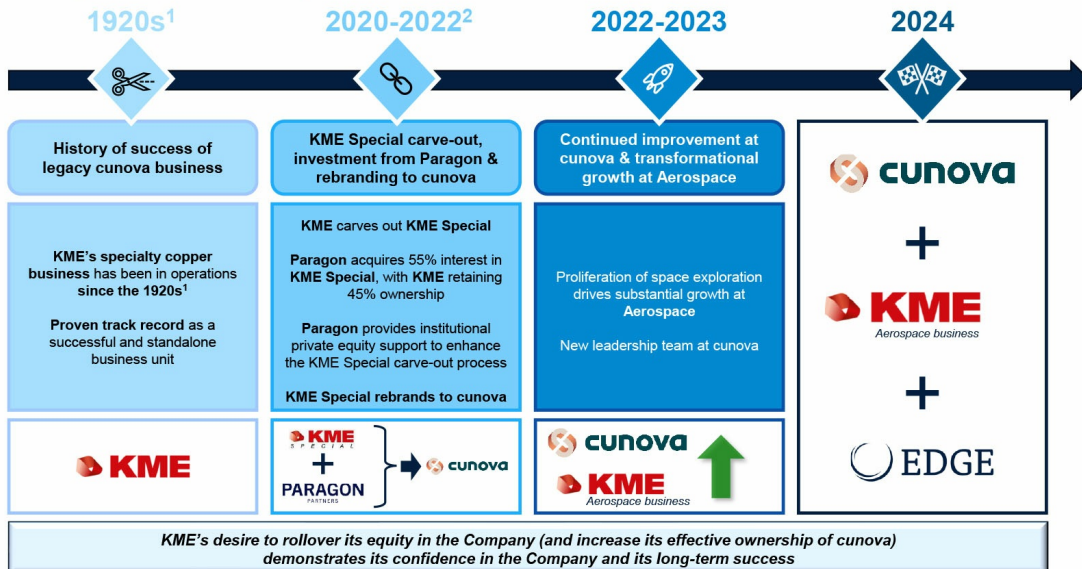 1920s¹
2020-2022²
2022-2023
2024
History of success of
legacy cunova business
KME’s specialty copper
business has been in operations
since the 1920s¹
Proven track record as a
successful and standalone
business unit
KME
KME Special carve-out,
investment from Paragon &
rebranding to cunova
KME carves out KME Special
Paragon acquires 55% interest in
KME Special, with KME retaining
45% ownership
Paragon provides institutional
private equity support to enhance
the KME Special carve-out process
KME Special rebrands to cunova
KME
SPECIAL
+
PARAGON
PARTNERS
cunova
Continued improvement at
cunova & transformational
growth at Aerospace
Proliferation of space exploration
drives substantial growth at
Aerospace
New leadership team at cunova
cunova
KME
Aerospace business
cunova
+
KME
Aerospace business
+
EDGE
KME’s desire to rollover its equity in the Company (and increase its effective ownership of cunova)
demonstrates its confidence in the Company and its long-term success